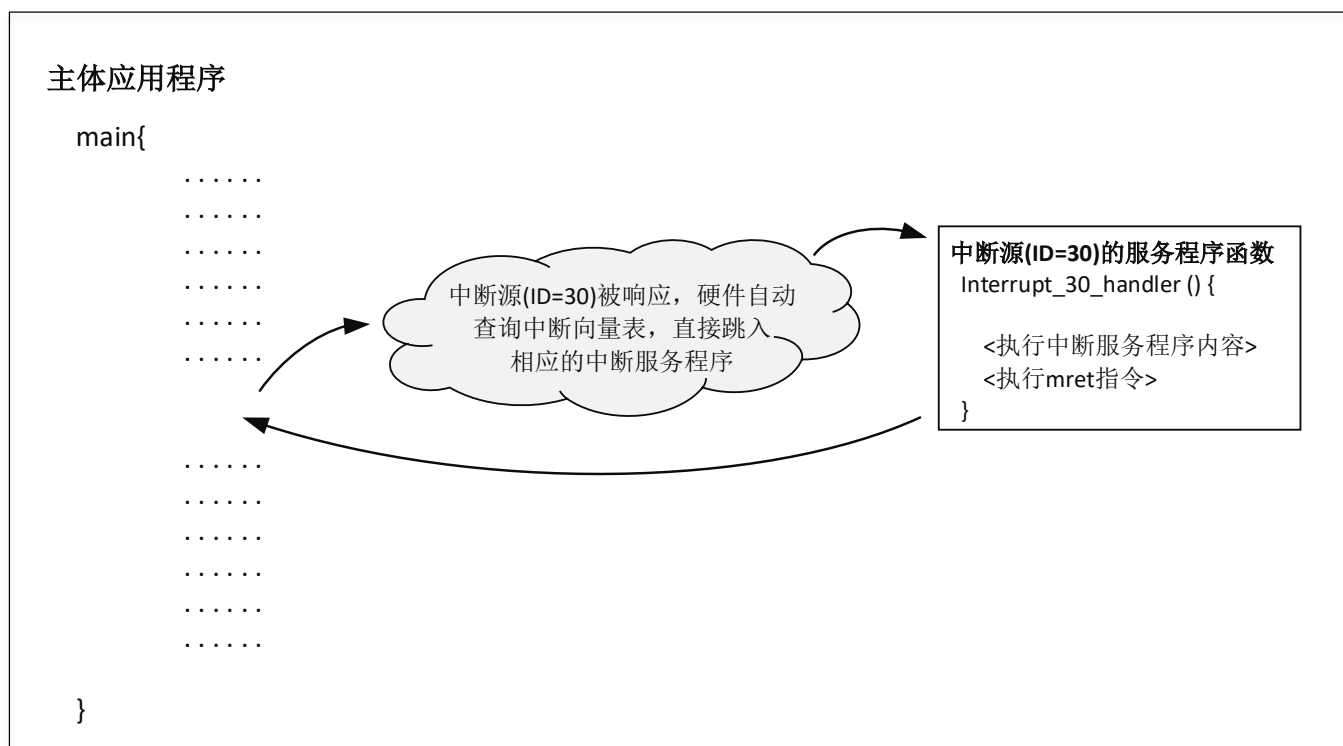 主体应用程序
main{
. . . . . .
. . . . . .
. . . . . .
. . . . . .
. . . . . .
. . . . . .
中断源(ID=30)被响应，硬件自动
查询中断向量表，直接跳入
相应的中断服务程序
中断源(ID=30)的服务程序函数
Interrupt_30_handler () {
<执行中断服务程序内容>
<执行mret指令>
}
. . . . . .
. . . . . .
. . . . . .
. . . . . .
. . . . . .
. . . . . .
}